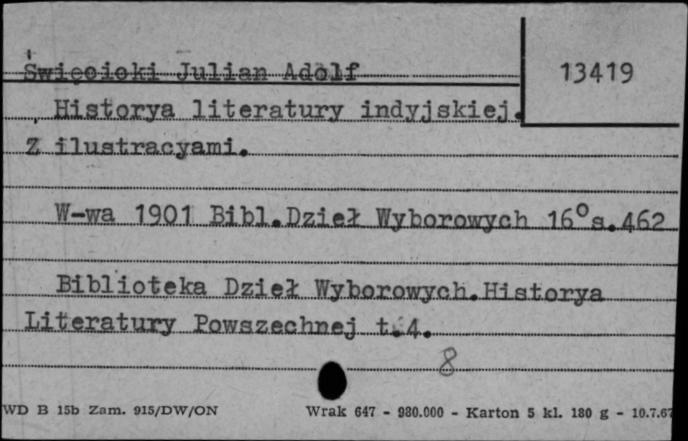 Święcicki Julian Adolf
13419
Historya literatury indyjskiej.
Z ilustracyami.
W-wa 1901 Bibl.Dzieł Wyborowych 16° s.462
Biblioteka Dzieł Wyborowych.Historya
Literatury Powszechnej t.4.
8
WD B 15b Zam. 915/DW/ON
Wrak 647 - 980.000 - Karton 5 kl. 180 g - 10.7.67